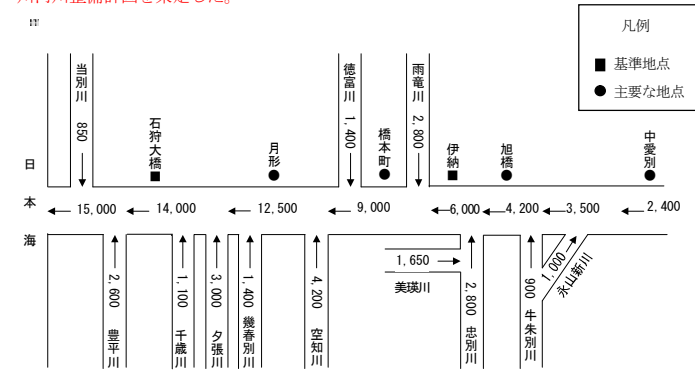 凡例
■ 基準地点
● 主要な地点
当別川
850
石狩大橋
月形
徳富川
1,400
橋本町
雨竜川
2,800
伊納
旭橋
中愛別
日本海
15,000
14,000
12,500
9,000
6,000
4,200
3,500
2,400
2,600
豊平川
1,100
千歳川
3,000
夕張川
1,400
幾春別川
4,200
空知川
1,650
美瑛川
2,800
忠別川
900
牛朱別川
1,000
永山新川